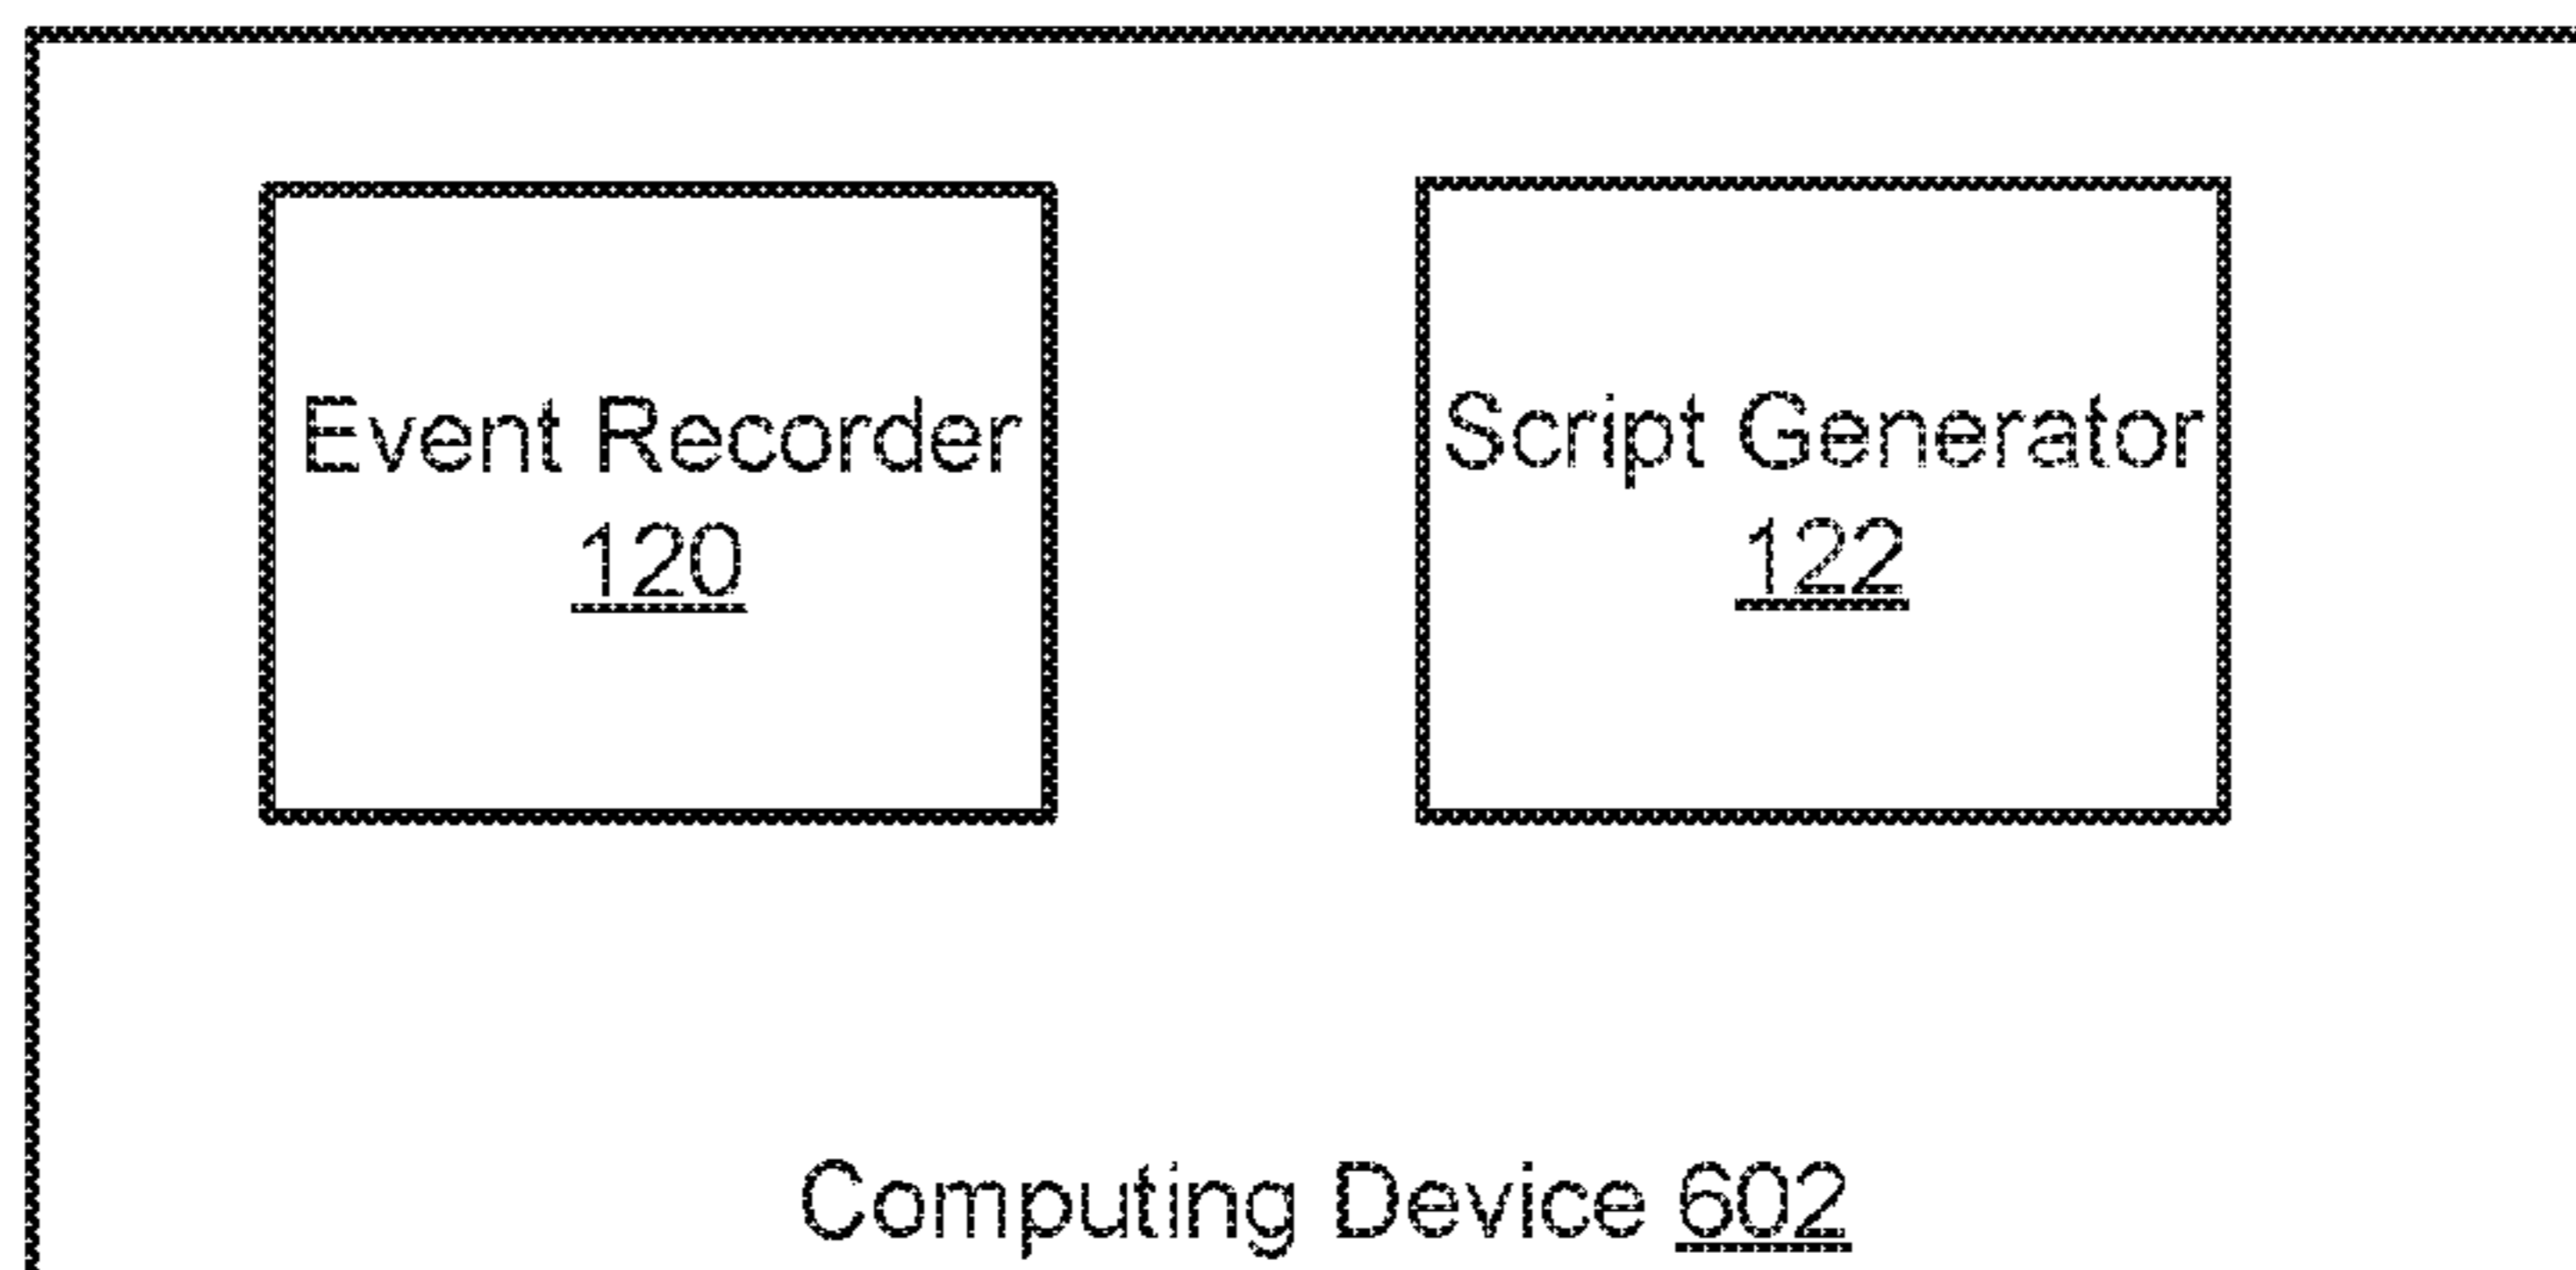 Event Recorder
120
Script Generator
122
Computing Device 602